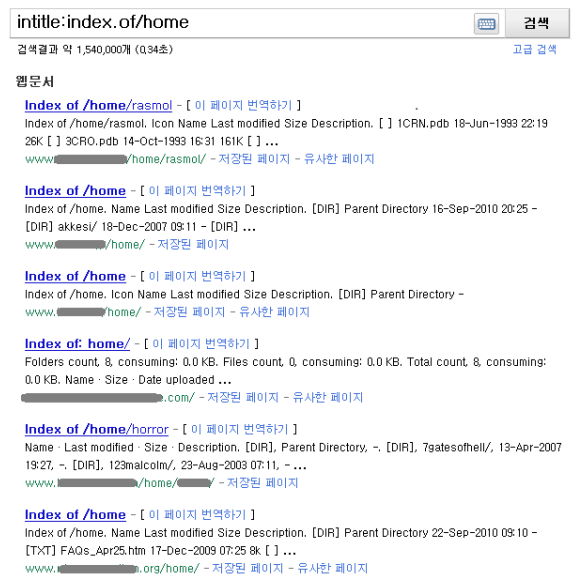 intitle:index.of/home 검색
검색결과 약 1,540,000개 (0.34초) 고급 검색
웹문서
Index of /home/rasmol - [ 이 페이지 번역하기 ]
Index of /home/rasmol. Icon Name Last modified Size Description. [ ] 1CRN.pdb 18-Jun-1993 22:19
26K [ ] 3CRO.pdb 14-Oct-1993 16:31 161K [ ] ...
www. /home/rasmol/ - 저장된 페이지 - 유사한 페이지
Index of /home - [ 이 페이지 번역하기 ]
Index of /home. Name Last modified Size Description. [DIR] Parent Directory 16-Sep-2010 20:25 -
[DIR] akkesi/ 18-Dec-2007 09:11 - [DIR] ...
www. /home/ - 저장된 페이지
Index of /home - [ 이 페이지 번역하기 ]
Index of /home. Icon Name Last modified Size Description. [DIR] Parent Directory -
www. /home/ - 저장된 페이지 - 유사한 페이지
Index of: home/ - [ 이 페이지 번역하기 ]
Folders count, 8, consuming: 0.0 KB. Files count, 0, consuming: 0.0 KB. Total count, 8, consuming:
0.0 KB. Name · Size · Date uploaded ...
.com/ - 저장된 페이지 - 유사한 페이지
Index of /home/horror - [ 이 페이지 번역하기 ]
Name · Last modified · Size · Description. [DIR], Parent Directory, -. [DIR], 7gatesofhell/, 13-Apr-2007
19:27, -. [DIR], 123malcolm/, 23-Aug-2003 07:11, - ...
www. /home/ / - 저장된 페이지
Index of /home - [ 이 페이지 번역하기 ]
Index of /home. Name Last modified Size Description. [DIR] Parent Directory 22-Sep-2010 09:10 -
[TXT] FAQs_Apr25.htm 17-Dec-2009 07:25 8k [ ] ...
www. .org/home/ - 저장된 페이지 - 유사한 페이지